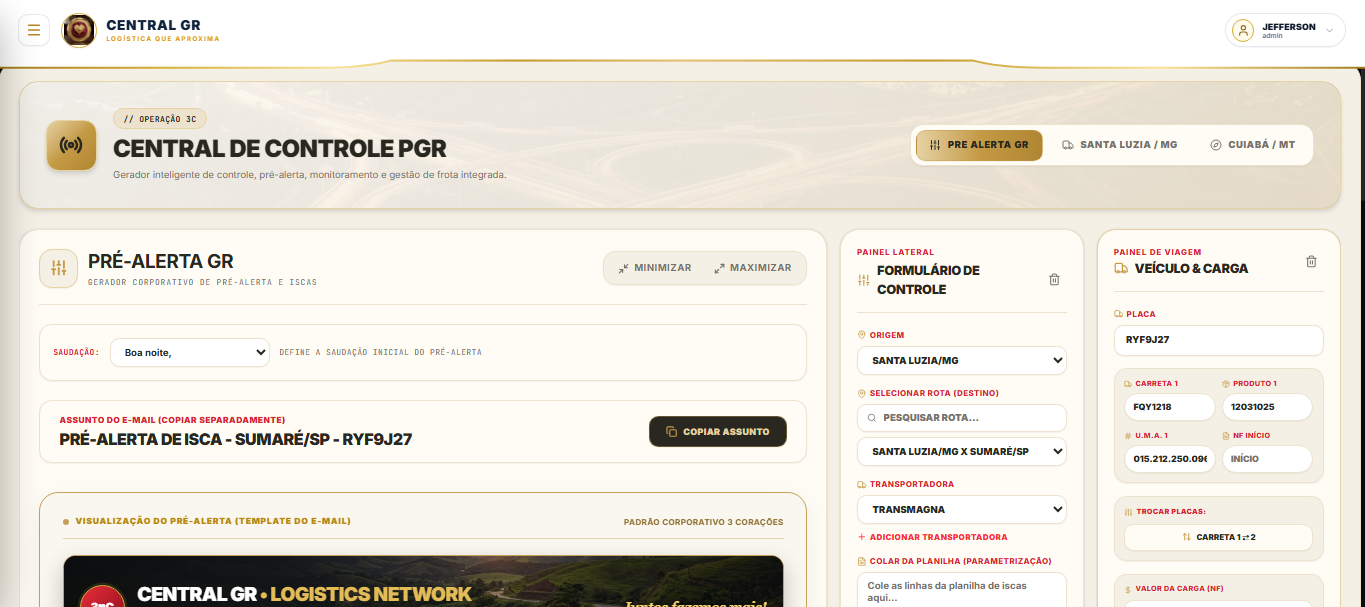 CENTRAL GR
LOGÍSTICA QUE APROXIMA
JEFFERSON
admin
// OPERAÇÃO 3C
CENTRAL DE CONTROLE PGR
Gerador inteligente de controle, pré-alerta, monitoramento e gestão de frota integrada.
PRE ALERTA GR
SANTA LUZIA / MG
CUIABÁ / MT
PRÉ-ALERTA GR
GERADOR CORPORATIVO DE PRÉ-ALERTA E ISCAS
MINIMIZAR
MAXIMIZAR
SAUDAÇÃO:
Boa noite,
DEFINE A SAUDAÇÃO INICIAL DO PRÉ-ALERTA
ASSUNTO DO E-MAIL (COPIAR SEPARADAMENTE)
PRÉ-ALERTA DE ISCA - SUMARÉ/SP - RYF9J27
COPIAR ASSUNTO
VISUALIZAÇÃO DO PRÉ-ALERTA (TEMPLATE DO E-MAIL)
PADRÃO CORPORATIVO 3 CORAÇÕES
CENTRAL GR • LOGISTICS NETWORK
Juntos fazemos mais!
PAINEL LATERAL
FORMULÁRIO DE
CONTROLE
ORIGEM
SANTA LUZIA/MG
SELECIONAR ROTA (DESTINO)
PESQUISAR ROTA...
SANTA LUZIA/MG X SUMARÉ/SP
TRANSPORTADORA
TRANSMAGNA
+ ADICIONAR TRANSPORTADORA
COLAR DA PLANILHA (PARAMETRIZAÇÃO)
Cole as linhas da planilha de iscas
aqui...
PAINEL DE VIAGEM
VEÍCULO & CARGA
PLACA
RYF9J27
CARRETA 1
PRODUTO 1
FQY1218
12031025
# U.M.A. 1
NF INÍCIO
015.212.250.096
INÍCIO
TROCAR PLACAS:
CARRETA 1 ⇄ 2
$ VALOR DA CARGA (NF)